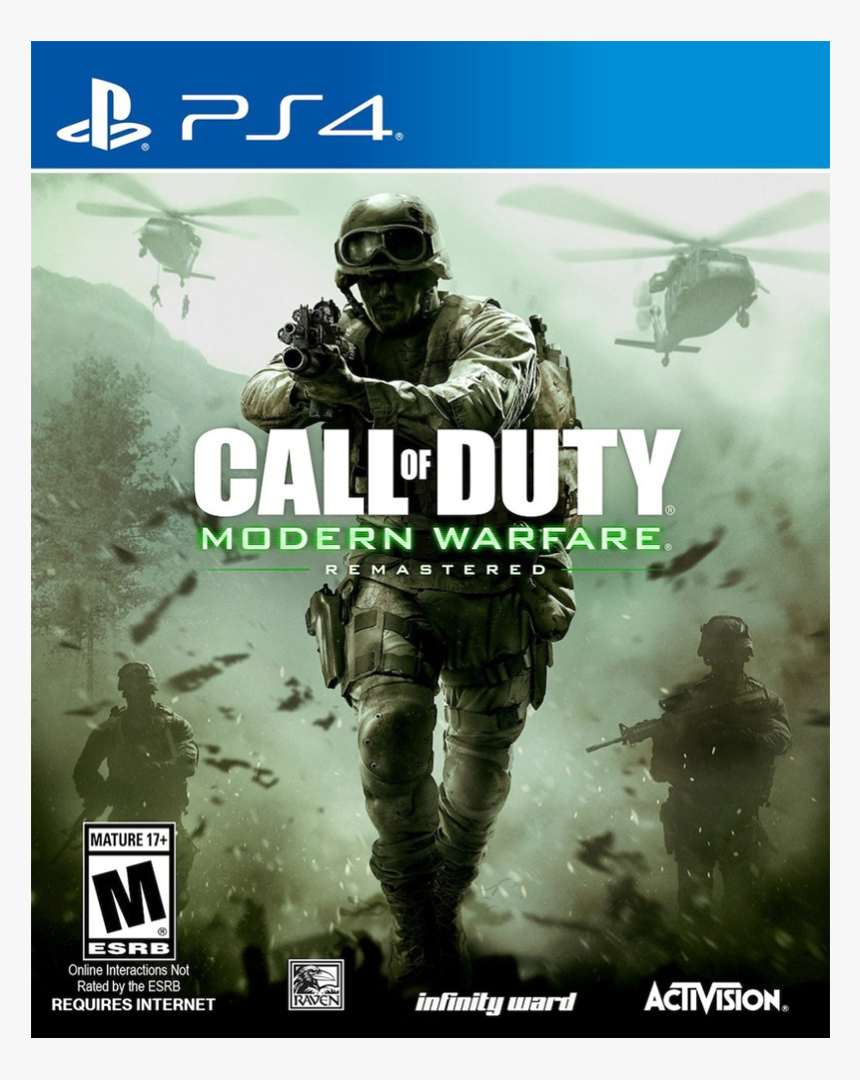 PS4®
CALL OF DUTY®
MODERN WARFARE®
REMASTERED
MATURE 17+
M®
ESRB
Online Interactions Not
Rated by the ESRB
REQUIRES INTERNET
RAVEN
infinity ward
ACTIVISION®